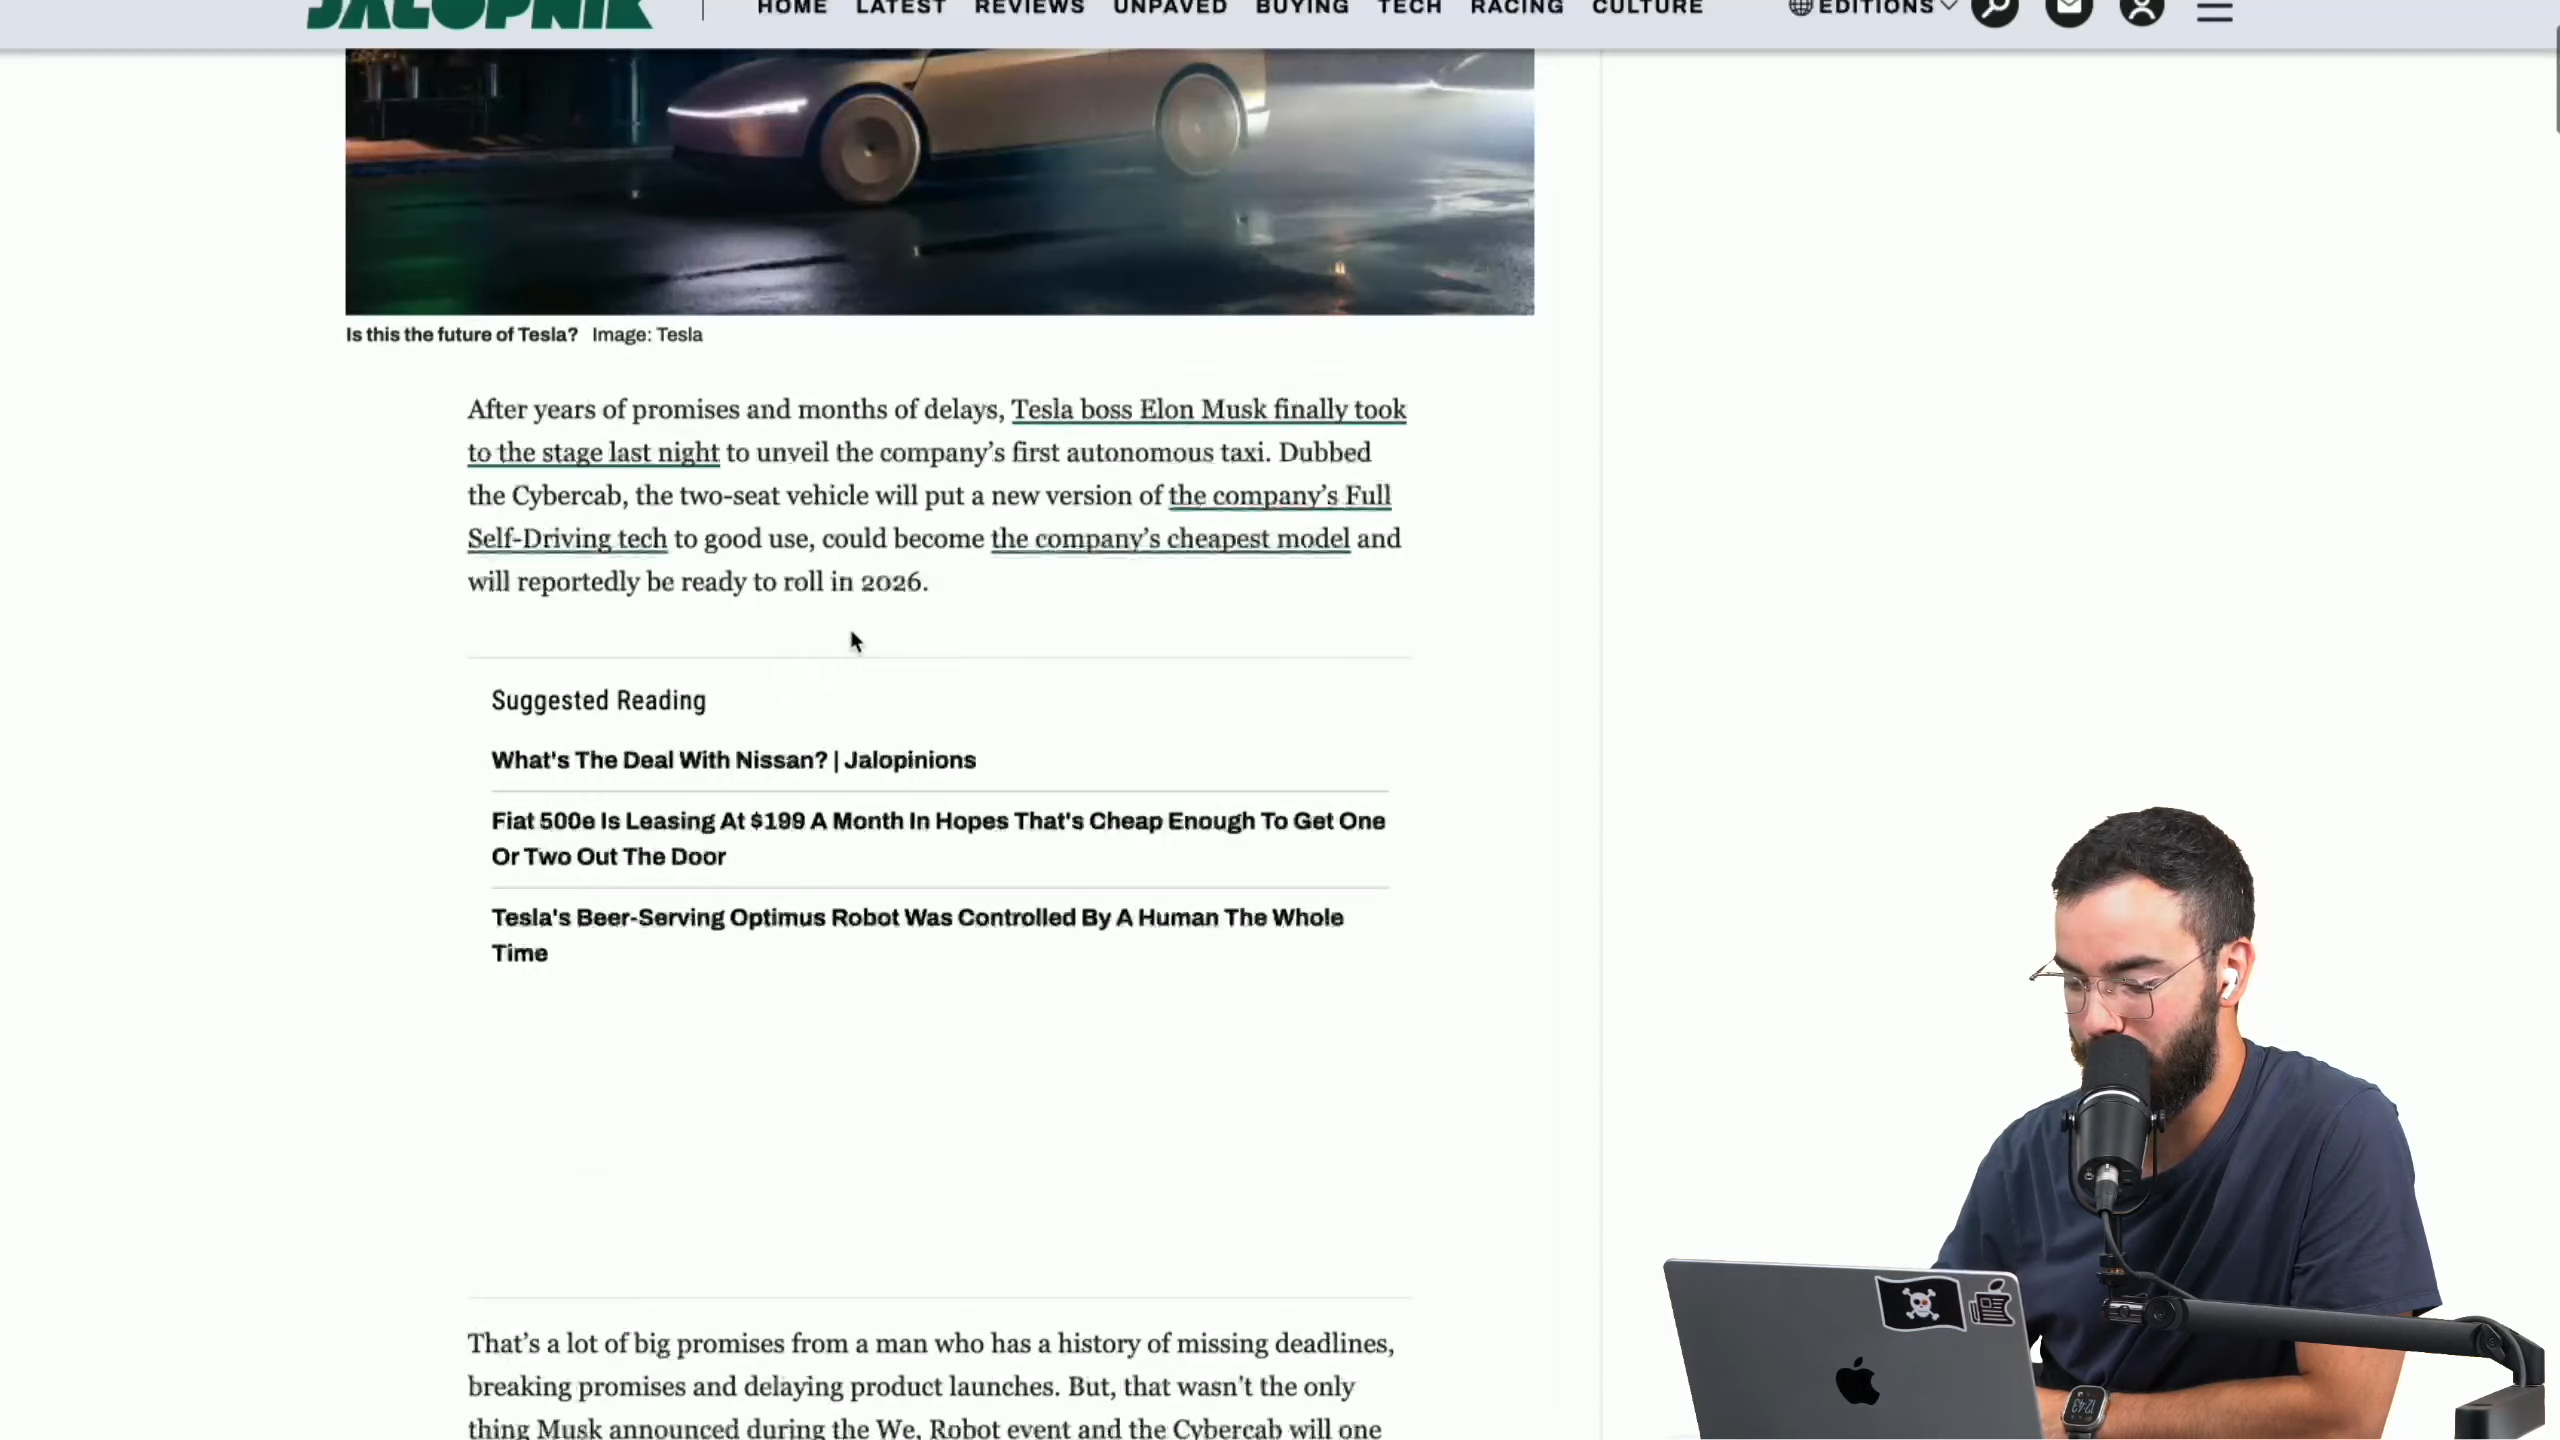 JALOPNIK
HOME LATEST REVIEWS UNPAVED BUYING TECH RACING CULTURE EDITIONS
Is this the future of Tesla? Image: Tesla
After years of promises and months of delays, Tesla boss Elon Musk finally took
to the stage last night to unveil the company’s first autonomous taxi. Dubbed
the Cybercab, the two-seat vehicle will put a new version of the company’s Full
Self-Driving tech to good use, could become the company’s cheapest model and
will reportedly be ready to roll in 2026.
Suggested Reading
What's The Deal With Nissan? | Jalopinions
Fiat 500e Is Leasing At $199 A Month In Hopes That's Cheap Enough To Get One
Or Two Out The Door
Tesla's Beer-Serving Optimus Robot Was Controlled By A Human The Whole
Time
That’s a lot of big promises from a man who has a history of missing deadlines,
breaking promises and delaying product launches. But, that wasn’t the only
thing Musk announced during the We, Robot event and the Cybercab will one